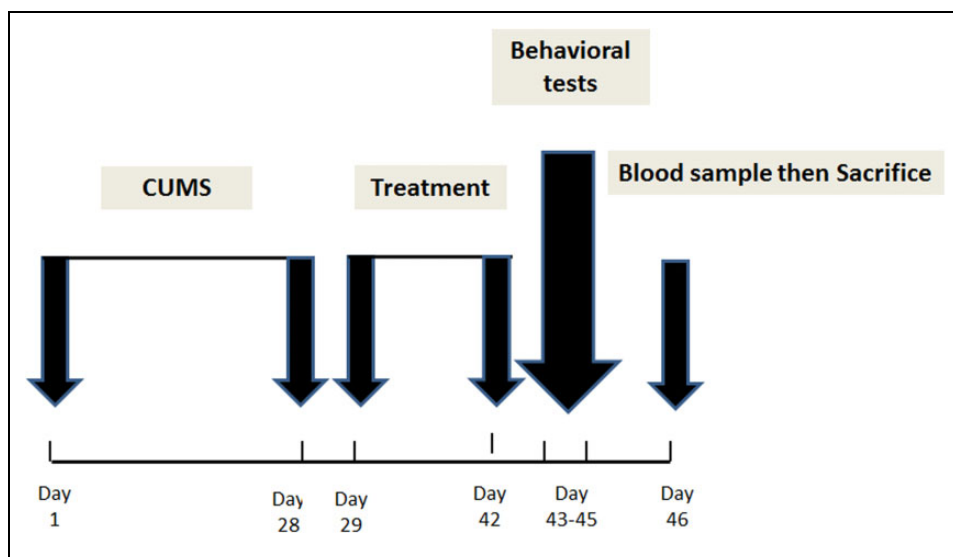 Behavioral
tests
CUMS
Treatment
Blood sample then Sacrifice
Day
1
Day
28
Day
29
Day
42
Day
43-45
Day
46